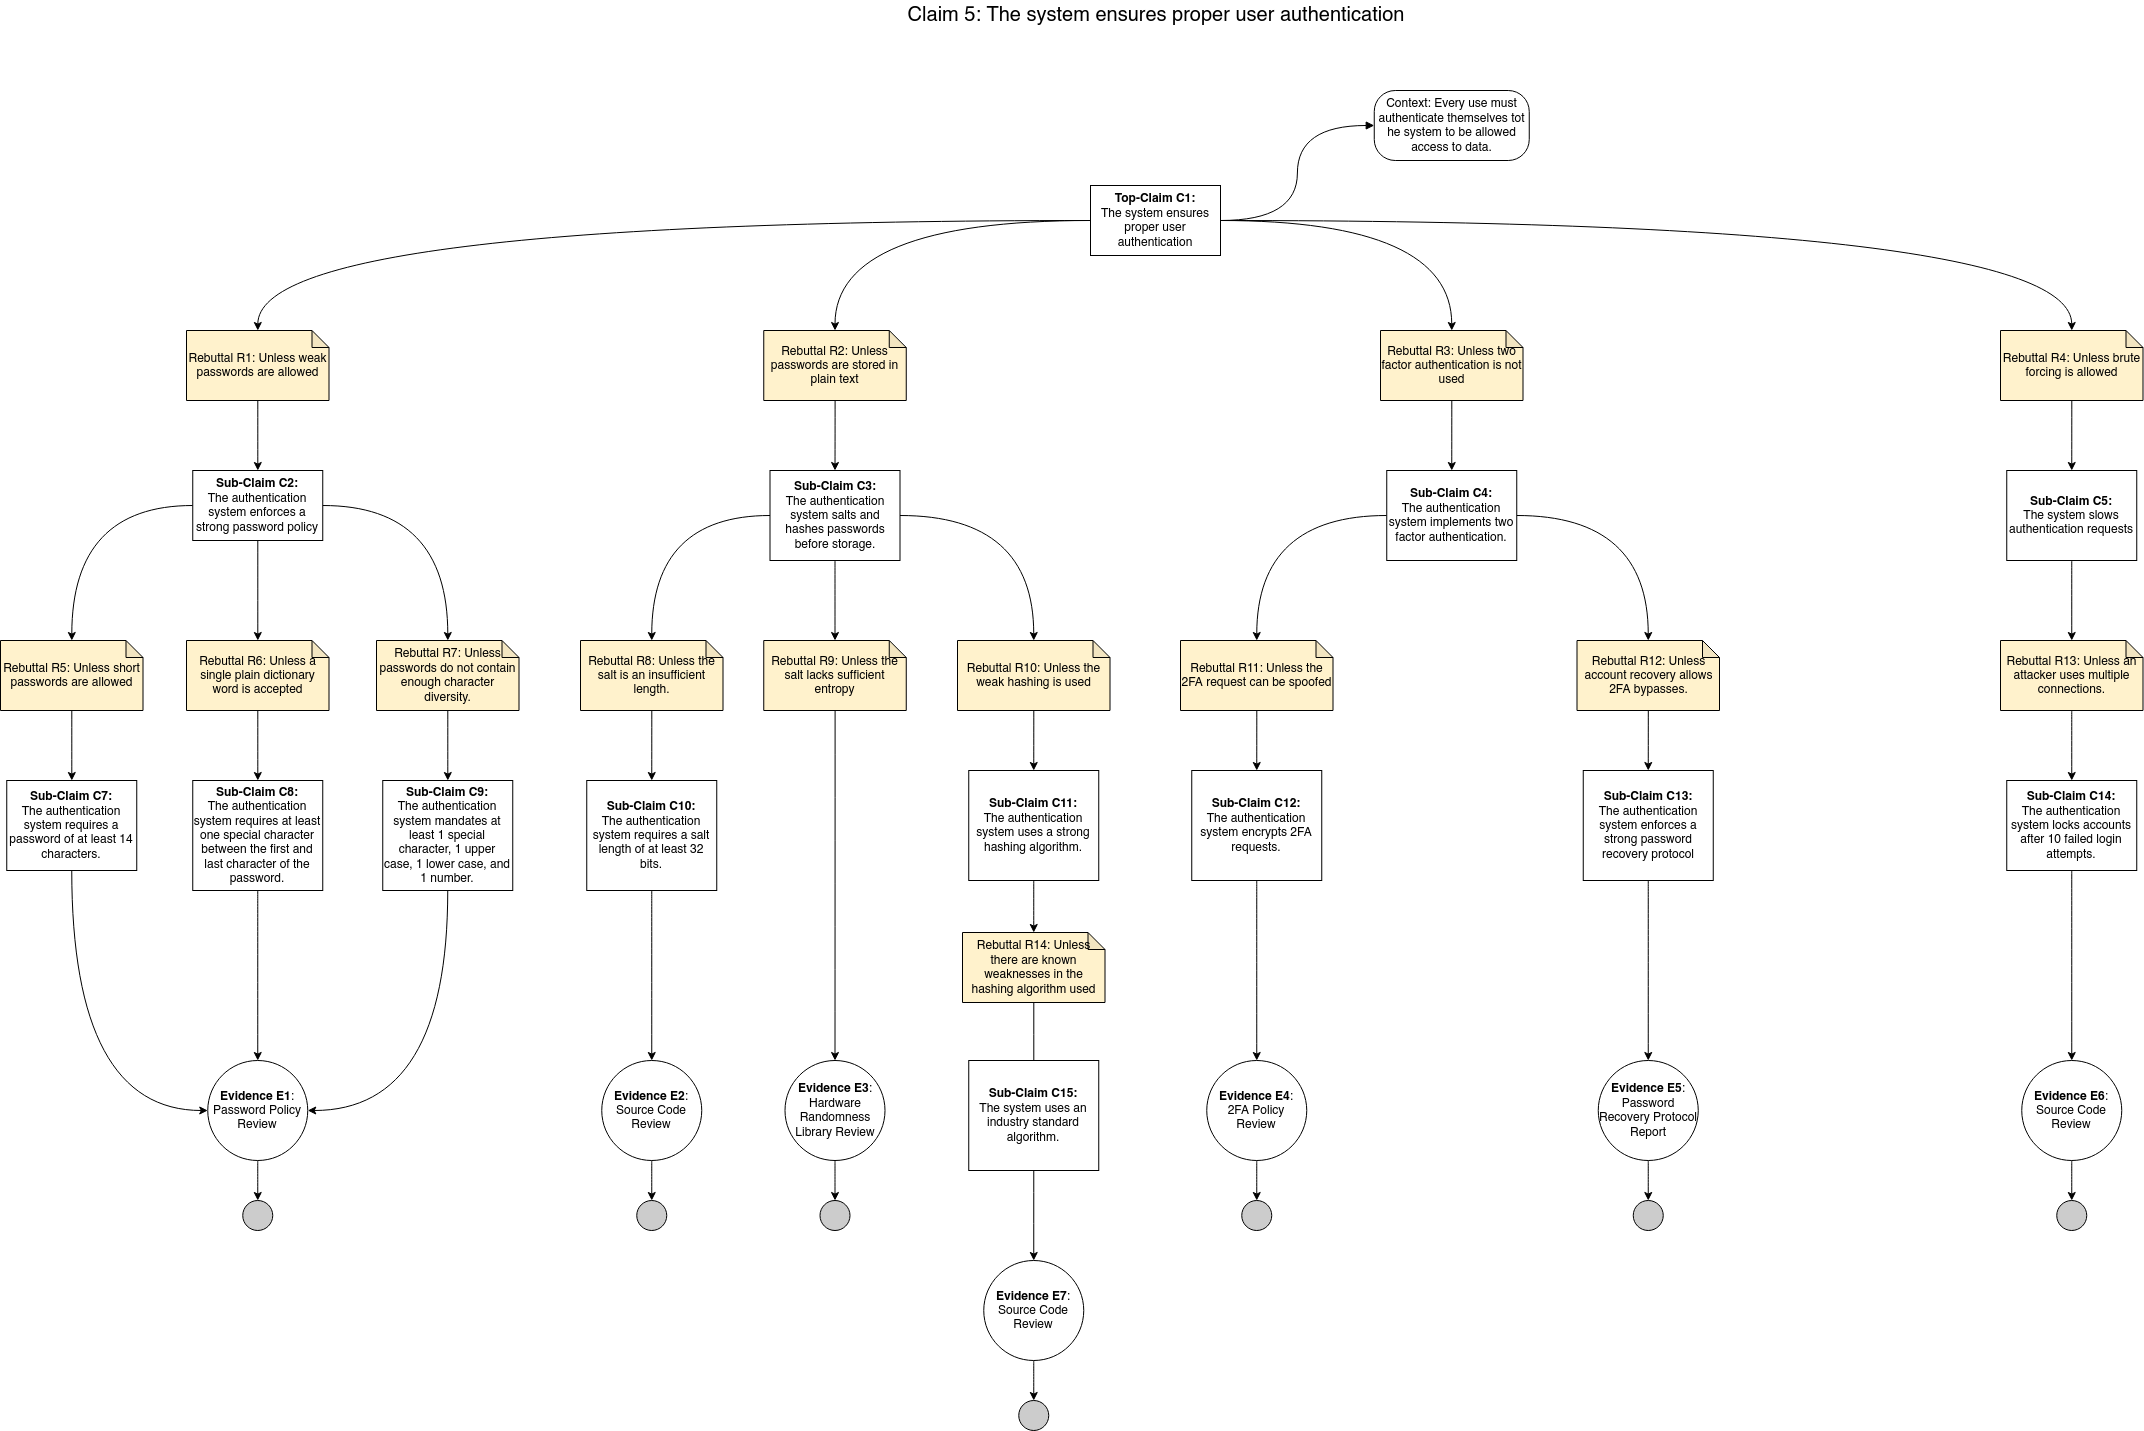 Claim 5: The system ensures proper user authentication
Context: Every use must
authenticate themselves tot
he system to be allowed
access to data.
Top-Claim C1:
The system ensures
proper user
authentication
Rebuttal R1: Unless weak
passwords are allowed
Rebuttal R2: Unless
passwords are stored in
plain text
Rebuttal R3: Unless two
factor authentication is not
used
Rebuttal R4: Unless brute
forcing is allowed
Sub-Claim C2:
The authentication
system enforces a
strong password policy
Sub-Claim C3:
The authentication
system salts and
hashes passwords
before storage.
Sub-Claim C4:
The authentication
system implements two
factor authentication.
Sub-Claim C5:
The system slows
authentication requests
Rebuttal R5: Unless short
passwords are allowed
Rebuttal R6: Unless a
single plain dictionary
word is accepted
Rebuttal R7: Unless
passwords do not contain
enough character
diversity.
Rebuttal R8: Unless the
salt is an insufficient
length.
Rebuttal R9: Unless the
salt lacks sufficient
entropy
Rebuttal R10: Unless the
weak hashing is used
Rebuttal R11: Unless the
2FA request can be spoofed
Rebuttal R12: Unless
account recovery allows
2FA bypasses.
Rebuttal R13: Unless an
attacker uses multiple
connections.
Sub-Claim C7:
The authentication
system requires a
password of at least 14
characters.
Sub-Claim C8:
The authentication
system requires at least
one special character
between the first and
last character of the
password.
Sub-Claim C9:
The authentication
system mandates at
least 1 special
character, 1 upper
case, 1 lower case, and
1 number.
Sub-Claim C10:
The authentication
system requires a salt
length of at least 32
bits.
Sub-Claim C11:
The authentication
system uses a strong
hashing algorithm.
Sub-Claim C12:
The authentication
system encrypts 2FA
requests.
Sub-Claim C13:
The authentication
system enforces a
strong password
recovery protocol
Sub-Claim C14:
The authentication
system locks accounts
after 10 failed login
attempts.
Rebuttal R14: Unless
there are known
weaknesses in the
hashing algorithm used
Evidence E1:
Password Policy
Review
Evidence E2:
Source Code
Review
Evidence E3:
Hardware
Randomness
Library Review
Sub-Claim C15:
The system uses an
industry standard
algorithm.
Evidence E4:
2FA Policy
Review
Evidence E5:
Password
Recovery Protocol
Report
Evidence E6:
Source Code
Review
Evidence E7:
Source Code
Review